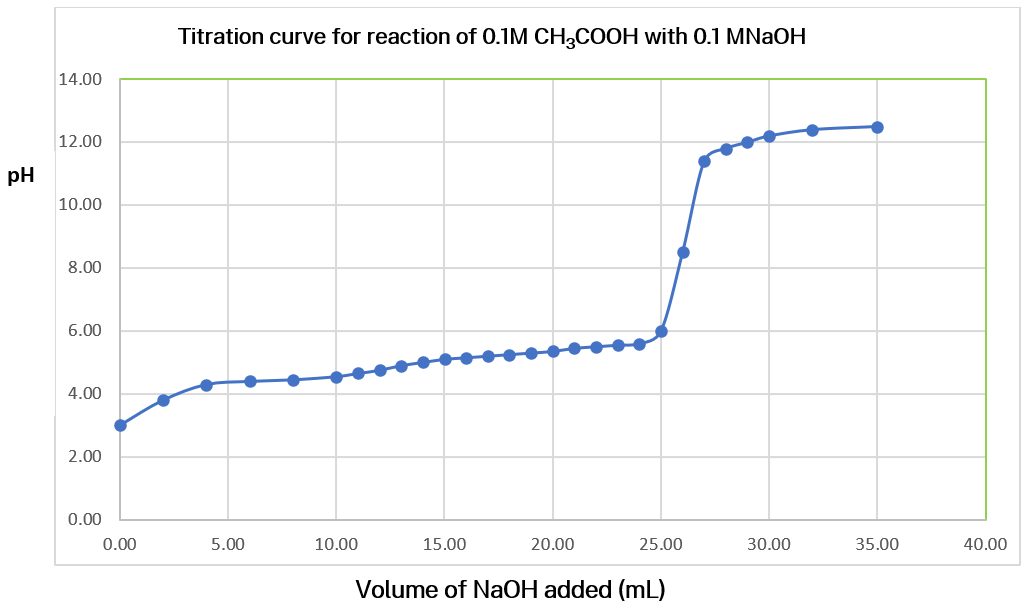 Titration curve for reaction of 0.1M CH₃COOH with 0.1 MNaOH
14.00
12.00
pH
10.00
8.00
6.00
4.00
2.00
0.00
0.00 5.00 10.00 15.00 20.00 25.00 30.00 35.00 40.00
Volume of NaOH added (mL)